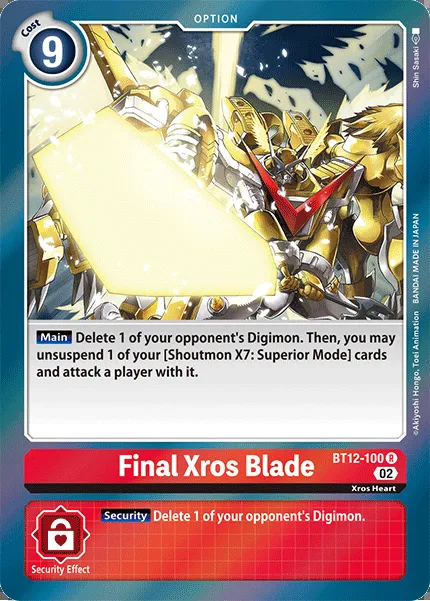 OPTION
Cost
9
Shin Sasaki
©Akiyoshi Hongo, Toei Animation BANDAI MADE IN JAPAN
Main Delete 1 of your opponent's Digimon. Then, you may
unsuspend 1 of your [Shoutmon X7: Superior Mode] cards
and attack a player with it.
Final Xros Blade
BT12-100 R
02
Xros Heart
Security Delete 1 of your opponent's Digimon.
Security Effect